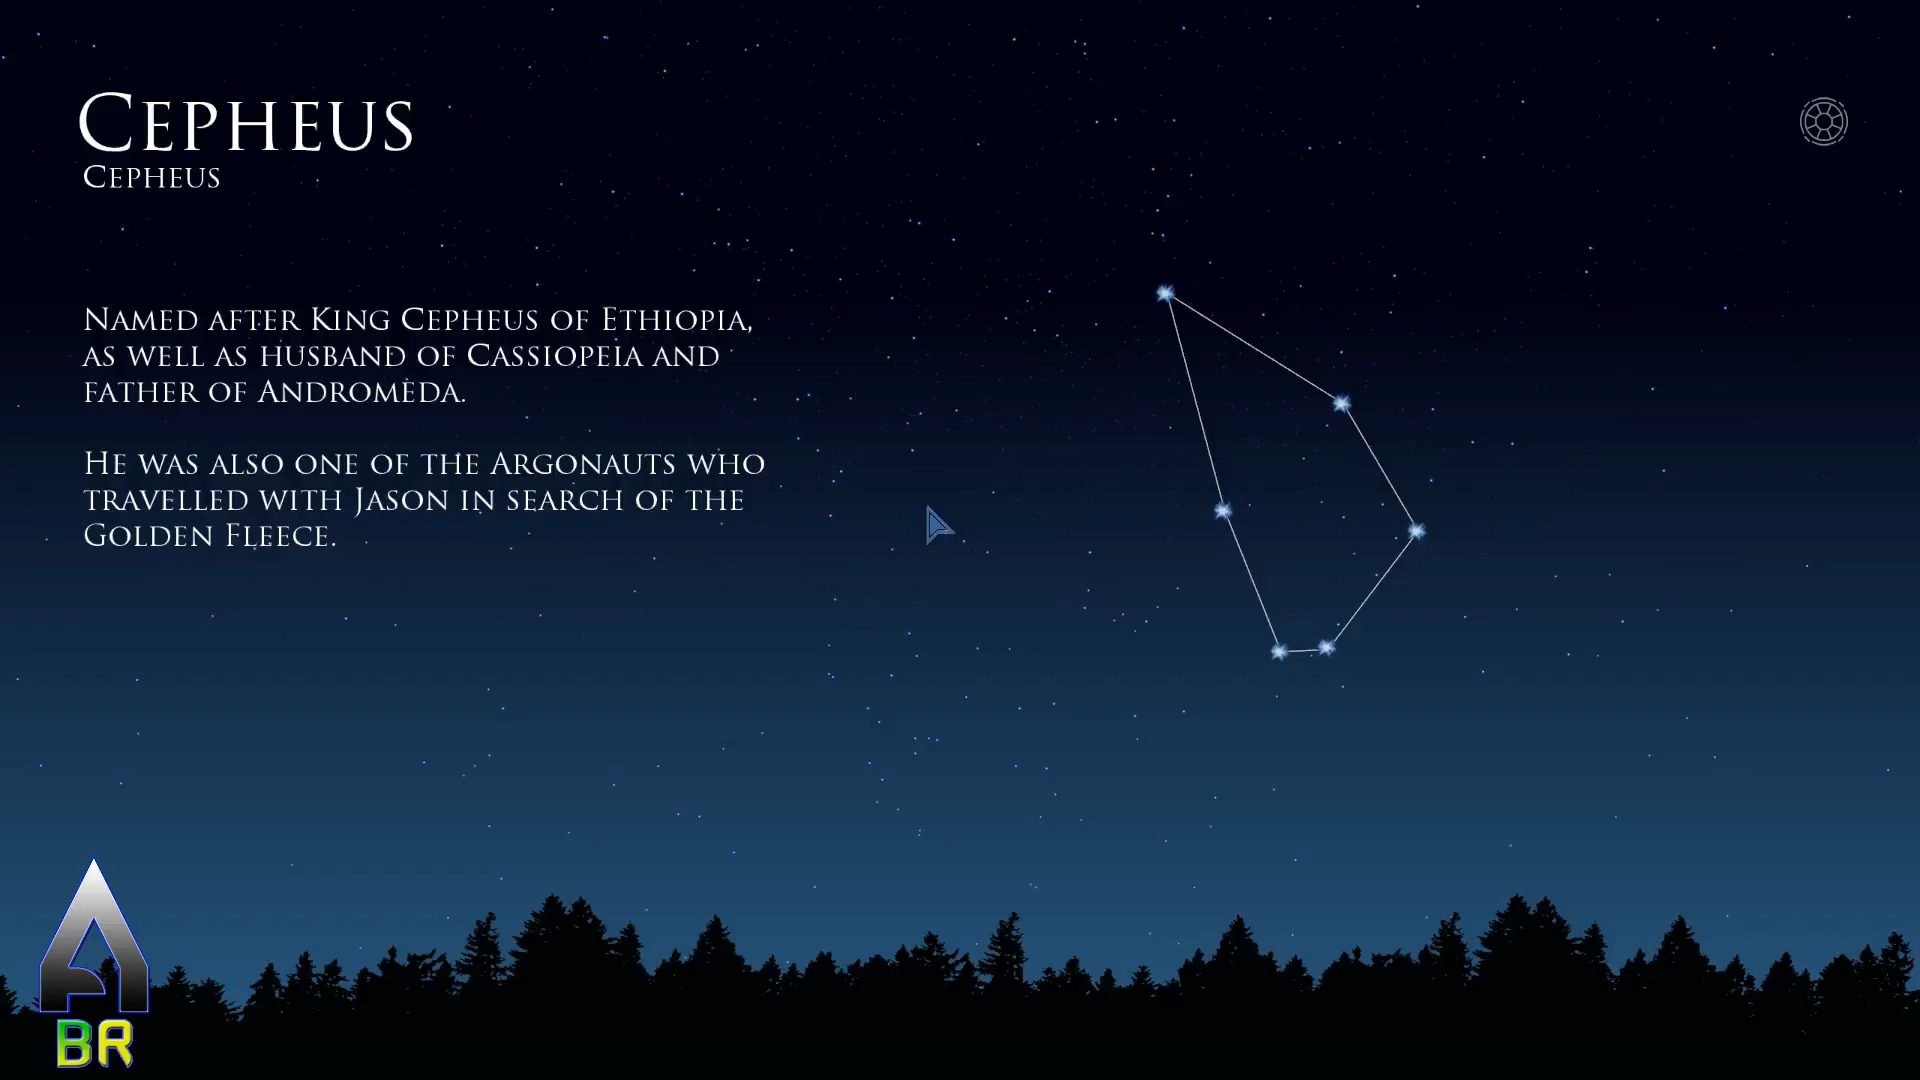 Cepheus
Cepheus
Named after King Cepheus of Ethiopia,
as well as husband of Cassiopeia and
father of Andromeda.
He was also one of the Argonauts who
travelled with Jason in search of the
Golden Fleece.
A
BR